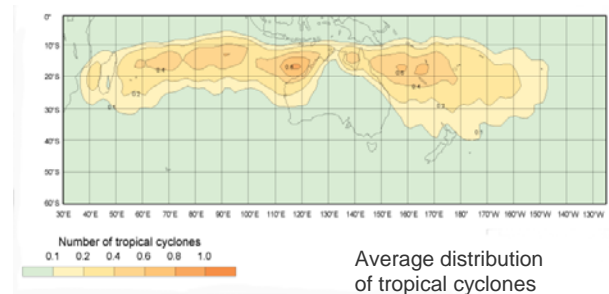 0°
10°S
20°S
30°S
40°S
50°S
60°S
30°E 40°E 50°E 60°E 70°E 80°E 90°E 100°E 110°E 120°E 130°E 140°E 150°E 160°E 170°E 180° 170°W 160°W 150°W 140°W 130°W
Number of tropical cyclones
0.1 0.2 0.4 0.6 0.8 1.0
Average distribution
of tropical cyclones